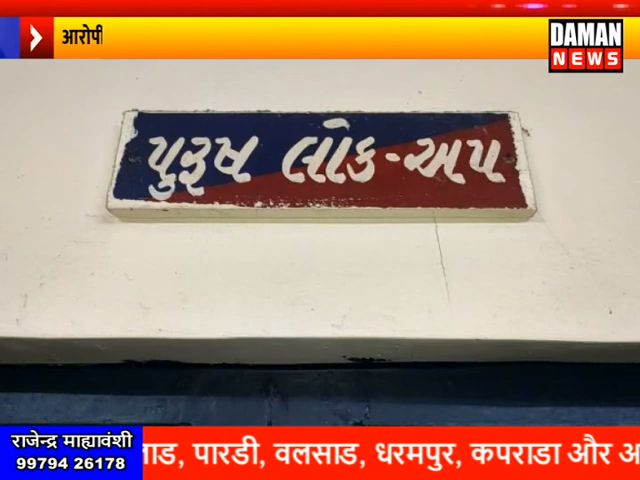 आरोपी
DAMAN
NEWS
પુરૂષ લોક-અપ
राजेन्द्र माह्यावंशी
99794 26178
पारडी, वलसाड, धरमपुर, कपराडा और